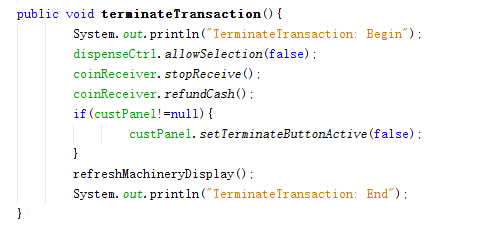 public void terminateTransaction(){
System.out.println("TerminateTransaction: Begin");
dispenseCtrl.allowSelection(false);
coinReceiver.stopReceive();
coinReceiver.refundCash();
if(custPanel!=null){
custPanel.setTerminateButtonActive(false);
}
refreshMachineryDisplay();
System.out.println("TerminateTransaction: End");
}